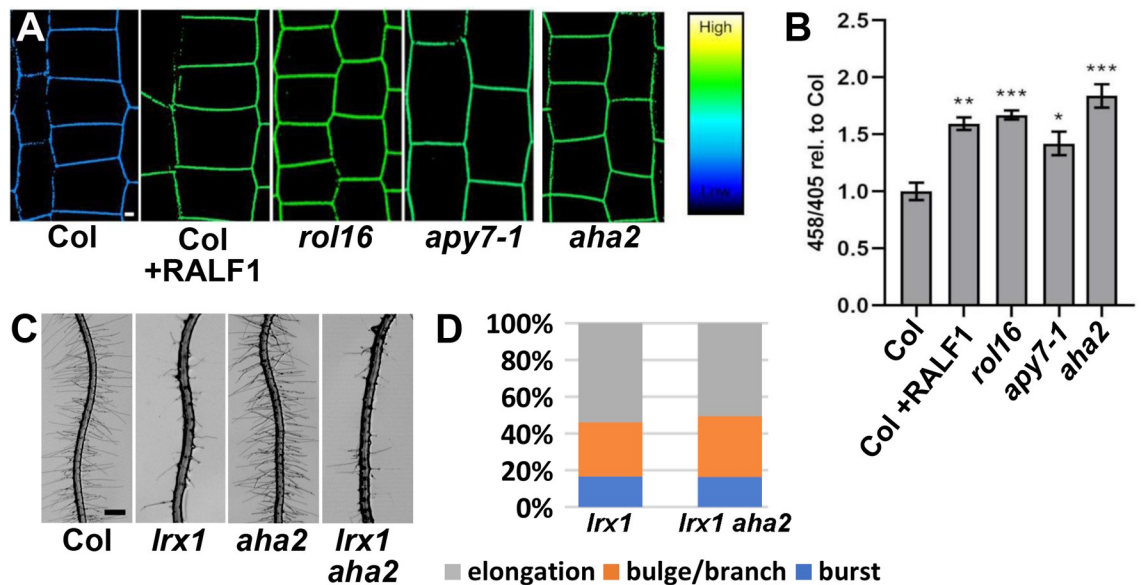 A
Col
Col
+RALF1
rol16
apy7-1
aha2
High
Low
B
458/405 rel. to Col
2.5
2.0
1.5
1.0
0.5
0.0
**
***
*
***
Col
Col +RALF1
rol16
apy7-1
aha2
C
Col
lrx1
aha2
lrx1
aha2
D
100%
80%
60%
40%
20%
0%
lrx1
lrx1 aha2
elongation bulge/branch burst